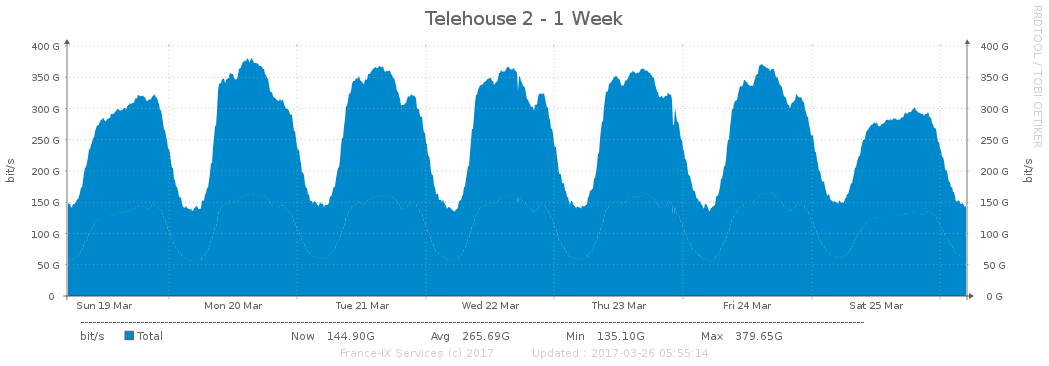 Telehouse 2 - 1 Week
RRDTOOL / TOBI OETIKER
400 G 400 G
350 G 350 G
300 G 300 G
250 G 250 G
200 G 200 G
150 G 150 G
100 G 100 G
50 G 50 G
0 0 G
bit/s
bit/s
Sun 19 Mar Mon 20 Mar Tue 21 Mar Wed 22 Mar Thu 23 Mar Fri 24 Mar Sat 25 Mar
bit/s Total Now 144.90G Avg 265.69G Min 135.10G Max 379.65G
France-IX Services (c) 2017 Updated : 2017-03-26 05:55:14